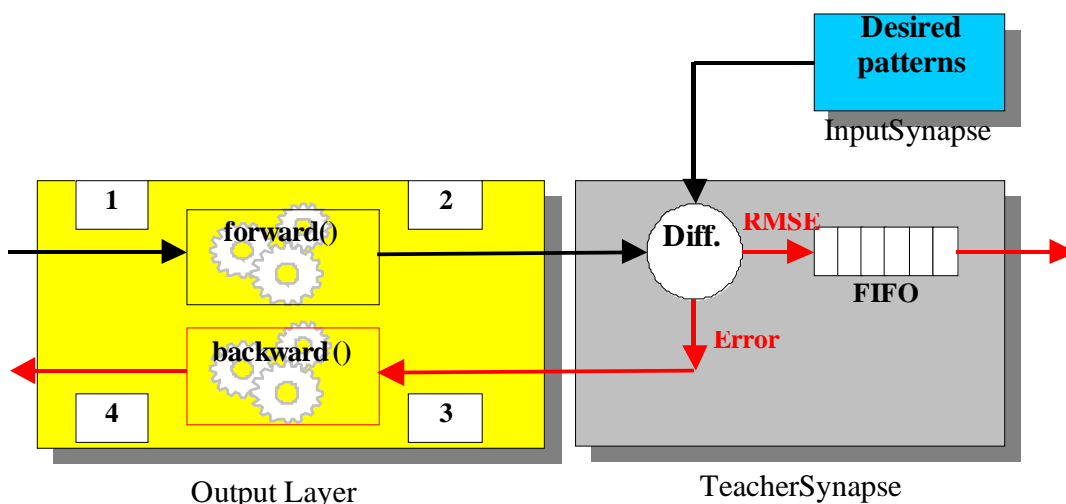 Desired
patterns
InputSynapse
1
2
forward()
Diff.
RMSE
FIFO
backward()
Error
4
3
Output Layer
TeacherSynapse